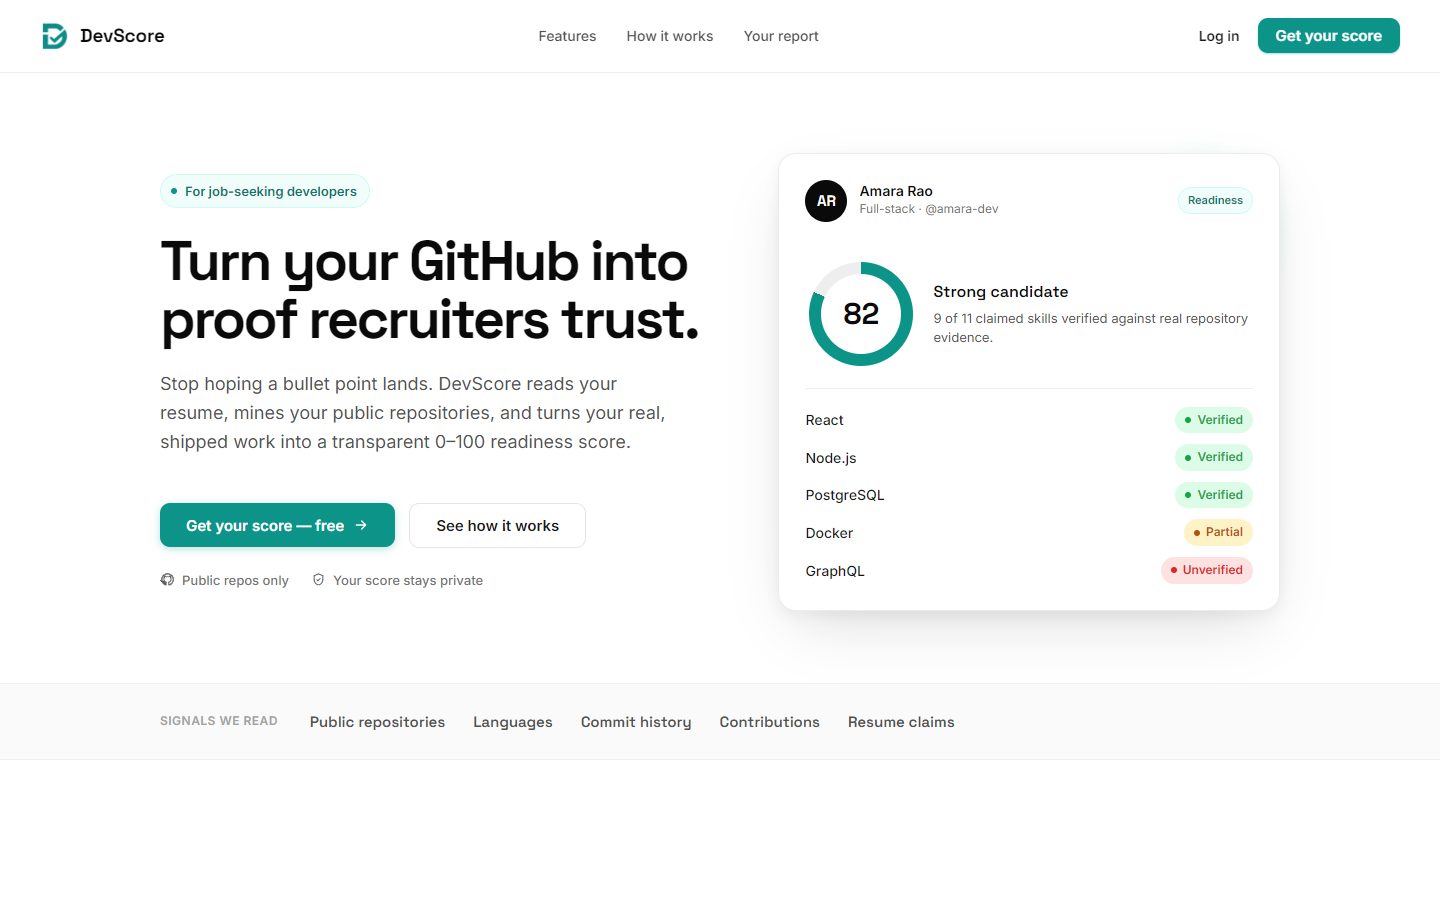 DevScore
Features
How it works
Your report
Log in
Get your score
For job-seeking developers
Turn your GitHub into
proof recruiters trust.
Stop hoping a bullet point lands. DevScore reads your
resume, mines your public repositories, and turns your real,
shipped work into a transparent 0–100 readiness score.
Get your score — free →
See how it works
Public repos only
Your score stays private
AR
Amara Rao
Full-stack · @amara-dev
Readiness
82
Strong candidate
9 of 11 claimed skills verified against real repository
evidence.
React
Verified
Node.js
Verified
PostgreSQL
Verified
Docker
Partial
GraphQL
Unverified
SIGNALS WE READ
Public repositories
Languages
Commit history
Contributions
Resume claims